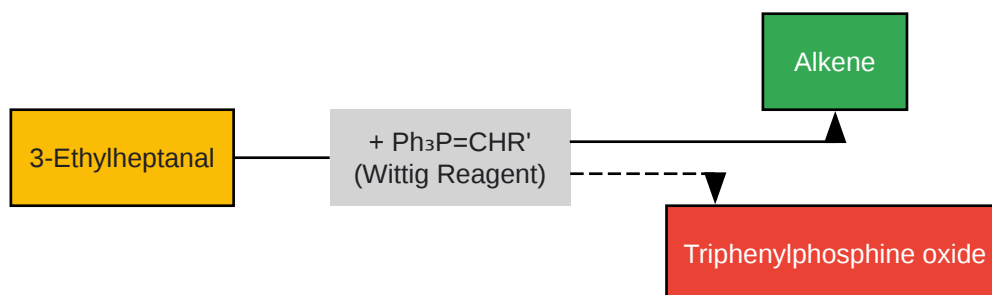 Alkene
3-Ethylheptanal
+ Ph₃P=CHR'
(Wittig Reagent)
Triphenylphosphine oxide